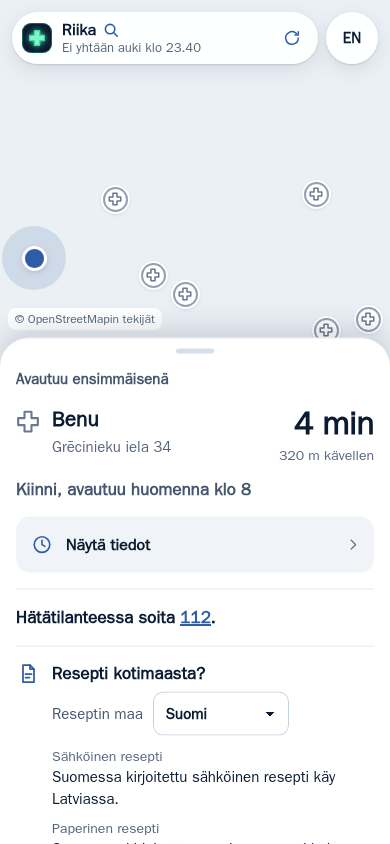 Riika
Ei yhtään auki klo 23.40
EN
© OpenStreetMapin tekijät
Avautuu ensimmäisenä
Benu
4 min
Grēcinieku iela 34
320 m kävellen
Kiinni, avautuu huomenna klo 8
Näytä tiedot
Hätätilanteessa soita 112.
Resepti kotimaasta?
Reseptin maa
Suomi
Sähköinen resepti
Suomessa kirjoitettu sähköinen resepti käy
Latviassa.
Paperinen resepti